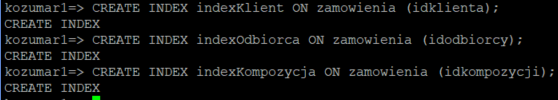 kozumar1=> CREATE INDEX indexKlient ON zamowienia (idklienta);
CREATE INDEX
kozumar1=> CREATE INDEX indexOdbiorca ON zamowienia (idodbiorcy);
CREATE INDEX
kozumar1=> CREATE INDEX indexKompozycja ON zamowienia (idkompozycji);
CREATE INDEX